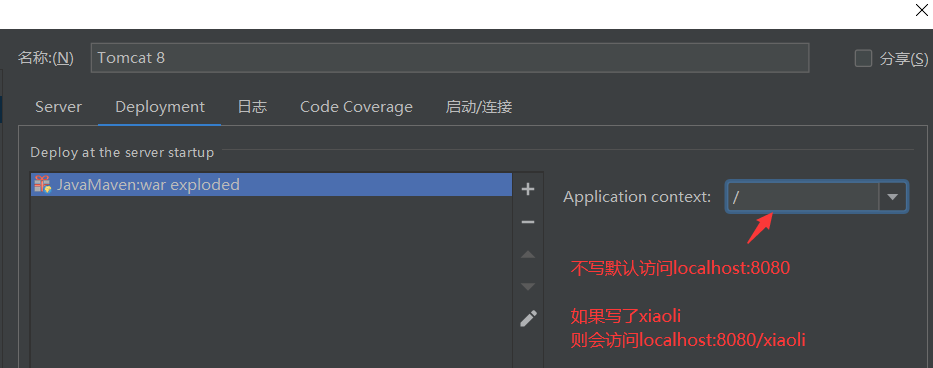 名称:(N) Tomcat 8 分享(S)
Server Deployment 日志 Code Coverage 启动/连接
Deploy at the server startup
JavaMaven:war exploded
Application context: /
不写默认访问localhost:8080
如果写了xiaoli
则会访问localhost:8080/xiaoli